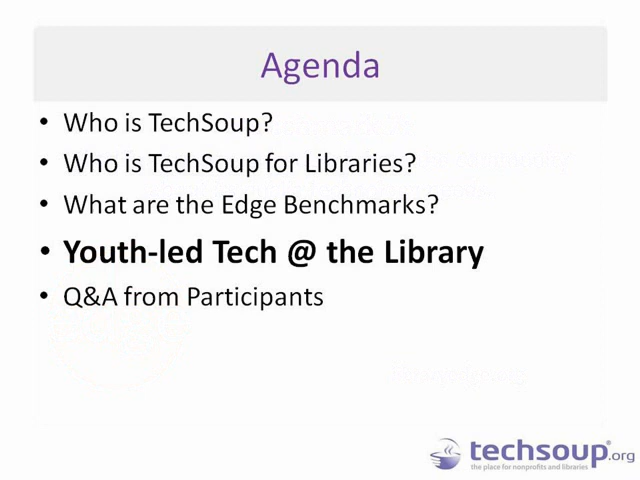 Agenda
• Who is TechSoup?
• Who is TechSoup for Libraries?
• What are the Edge Benchmarks?
• Youth-led Tech @ the Library
• Q&A from Participants
techsoup®.org
the place for nonprofits and libraries